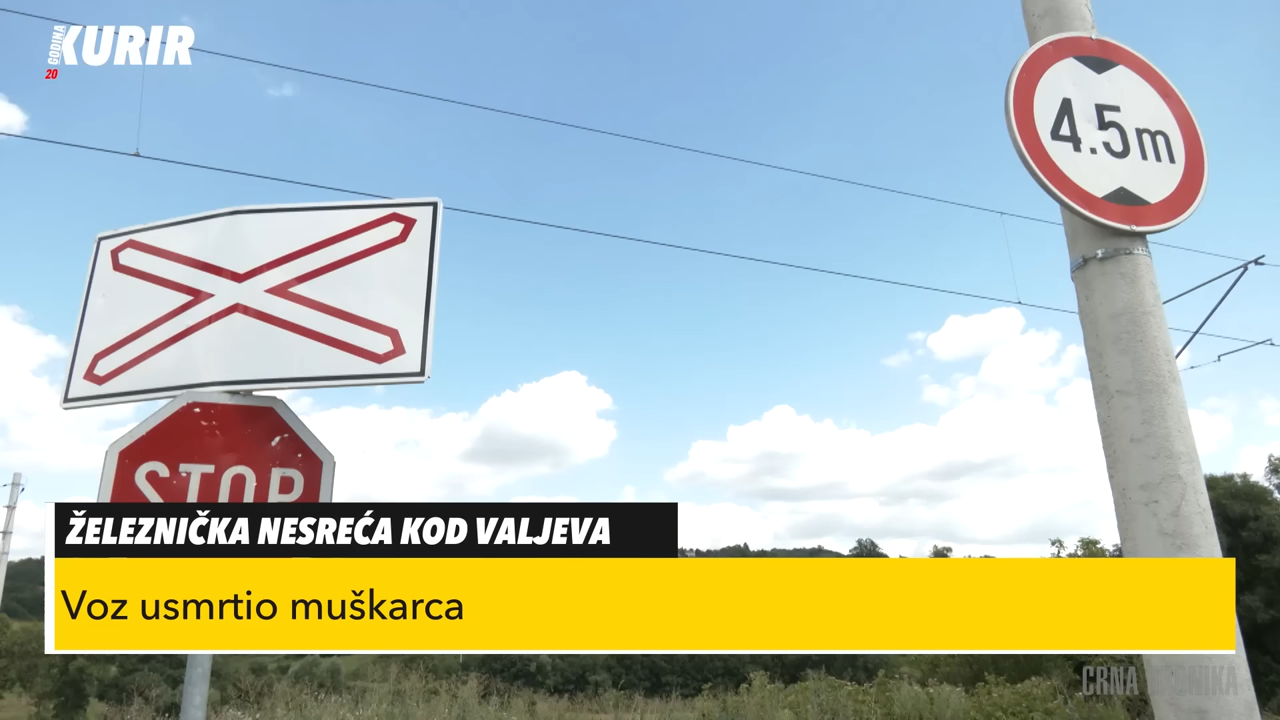 20 GODINA
KURIR
4.5m
STOP
ŽELEZNIČKA NESREĆA KOD VALJEVA
Voz usmrtio muškarca
CRNA